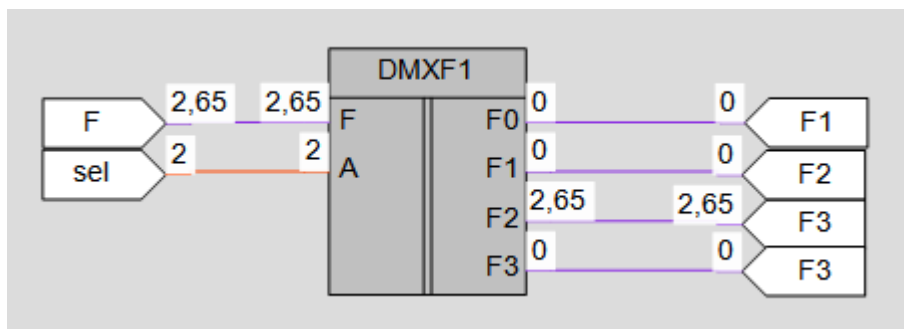 DMXF1
F 2,65 2,65 F F0 0 0 F1
sel 2 2 A F1 0 0 F2
F2 2,65 2,65 F3
F3 0 0 F3